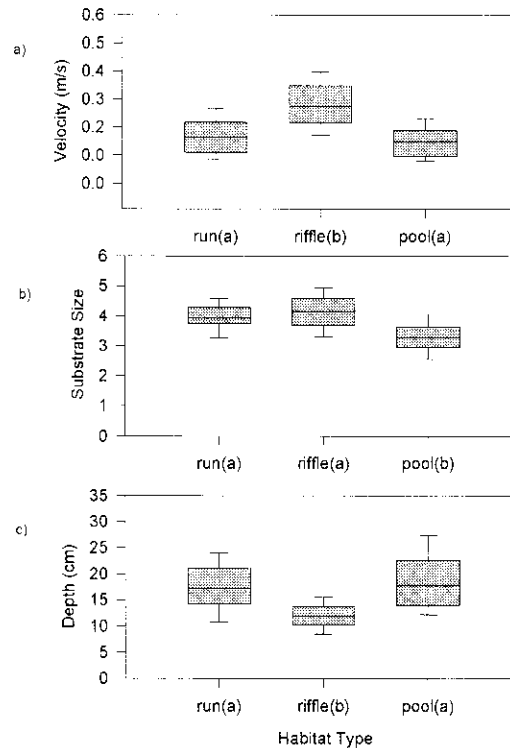 a)
Velocity (m/s)
0.6
0.6
0.4
0.3
0.2
0.0
0.0
run(a) riffle(b) pool(a)
b)
Substrate Size
6
5
4
3
2
1
0
run(a) riffle(a) pool(b)
c)
Depth (cm)
35
30
25
20
15
10
5
0
run(a) riffle(b) pool(a)
Habitat Type